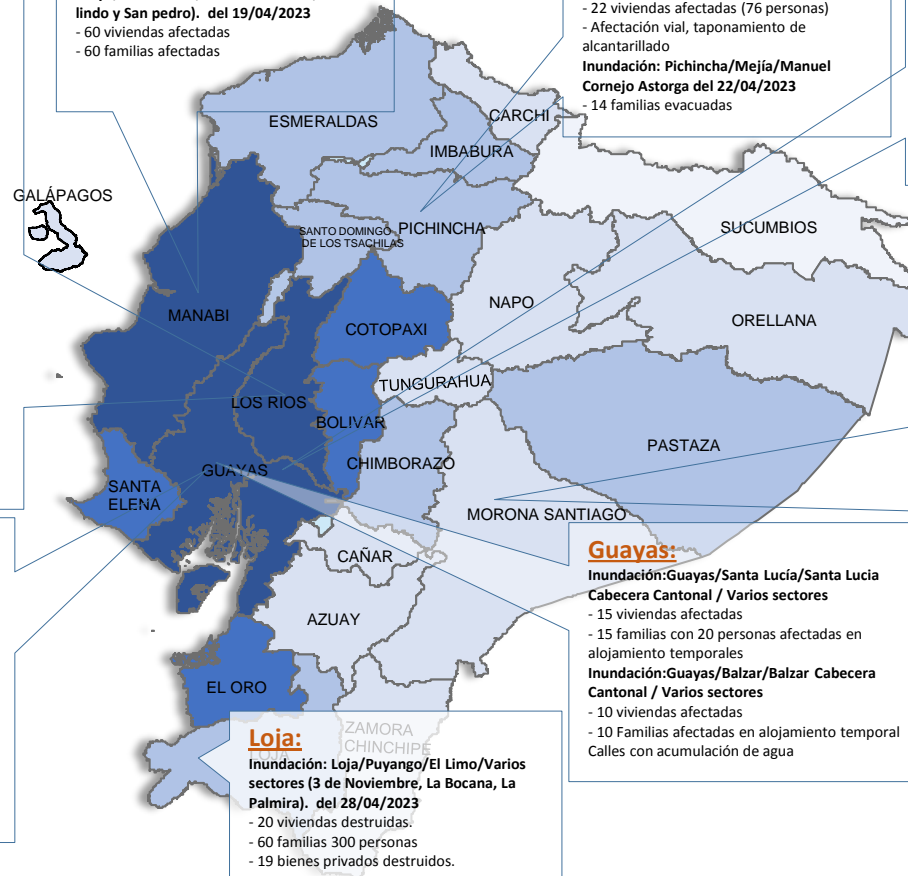 lindo y San pedro). del 19/04/2023
- 60 viviendas afectadas
- 60 familias afectadas
- 22 viviendas afectadas (76 personas)
- Afectación vial, taponamiento de
alcantarillado
Inundación: Pichincha/Mejía/Manuel
Cornejo Astorga del 22/04/2023
- 14 familias evacuadas
ESMERALDAS
CARCHI
IMBABURA
GALÁPAGOS
SANTO DOMINGO
DE LOS TSACHILAS
PICHINCHA
SUCUMBIOS
NAPO
MANABI
COTOPAXI
ORELLANA
TUNGURAHUA
LOS RIOS
BOLIVAR
PASTAZA
CHIMBORAZO
GUAYAS
SANTA
ELENA
MORONA SANTIAGO
CAÑAR
AZUAY
EL ORO
ZAMORA
CHINCHIPE
LOJA
Guayas:
Inundación:Guayas/Santa Lucía/Santa Lucia
Cabecera Cantonal / Varios sectores
- 15 viviendas afectadas
- 15 familias con 20 personas afectadas en
alojamiento temporales
Inundación:Guayas/Balzar/Balzar Cabecera
Cantonal / Varios sectores
- 10 viviendas afectadas
- 10 Familias afectadas en alojamiento temporal
Calles con acumulación de agua
Loja:
Inundación: Loja/Puyango/El Limo/Varios
sectores (3 de Noviembre, La Bocana, La
Palmira). del 28/04/2023
- 20 viviendas destruidas.
- 60 familias 300 personas
- 19 bienes privados destruidos.